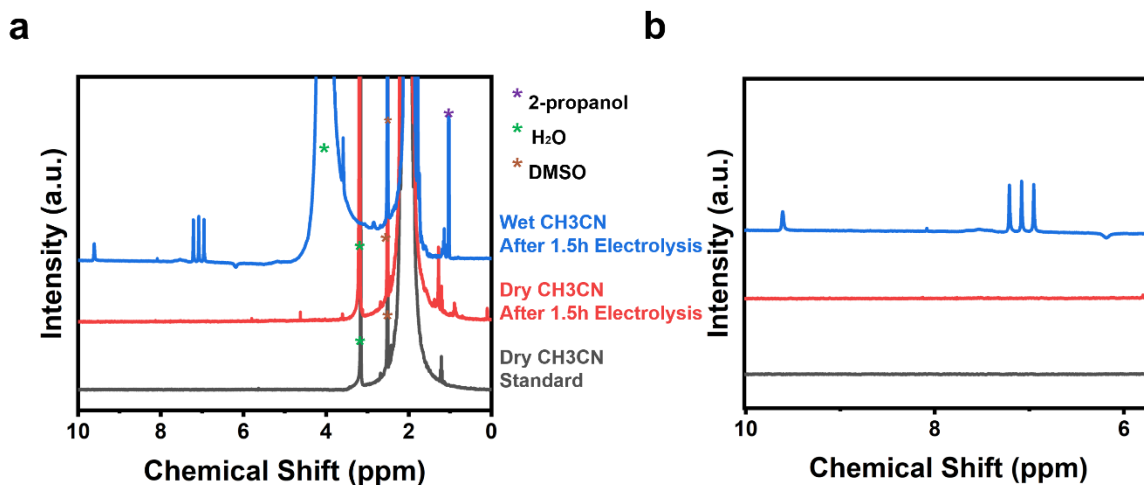 a
Intensity (a.u.)
* 2-propanol
* H₂O
* DMSO
Wet CH3CN
After 1.5h Electrolysis
Dry CH3CN
After 1.5h Electrolysis
Dry CH3CN
Standard
10 8 6 4 2 0
Chemical Shift (ppm)
b
Intensity (a.u.)
10 8 6
Chemical Shift (ppm)